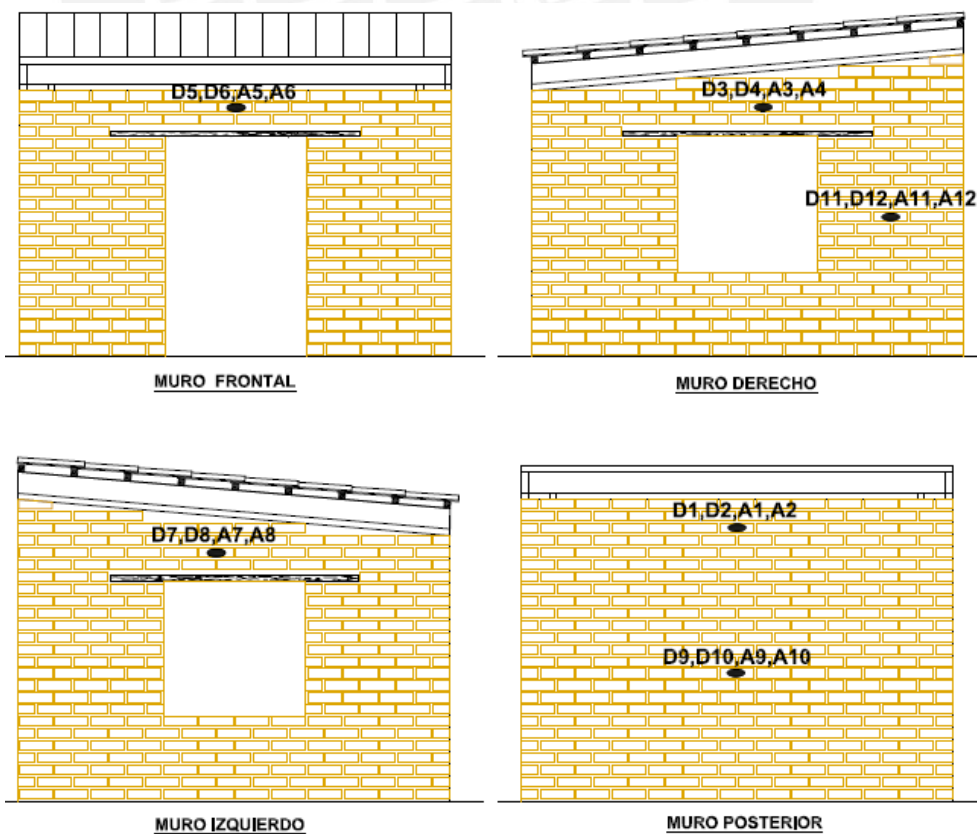 D5,D6,A5,A6
MURO FRONTAL
D3,D4,A3,A4
D11,D12,A11,A12
MURO DERECHO
D7,D8,A7,A8
MURO IZQUIERDO
D1,D2,A1,A2
D9,D10,A9,A10
MURO POSTERIOR